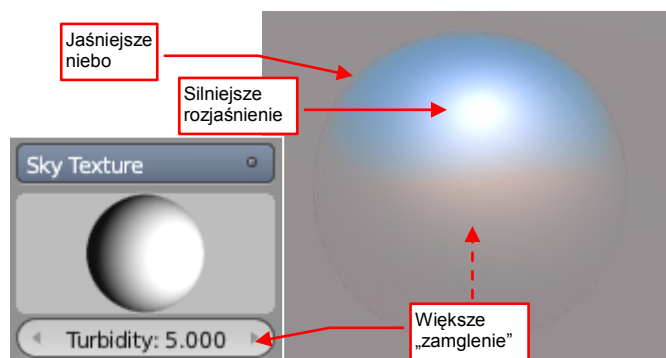 Jaśniejsze
niebo
Silniejsze
rozjaśnienie
Sky Texture
Turbidity: 5.000
Większe
„zamglenie”